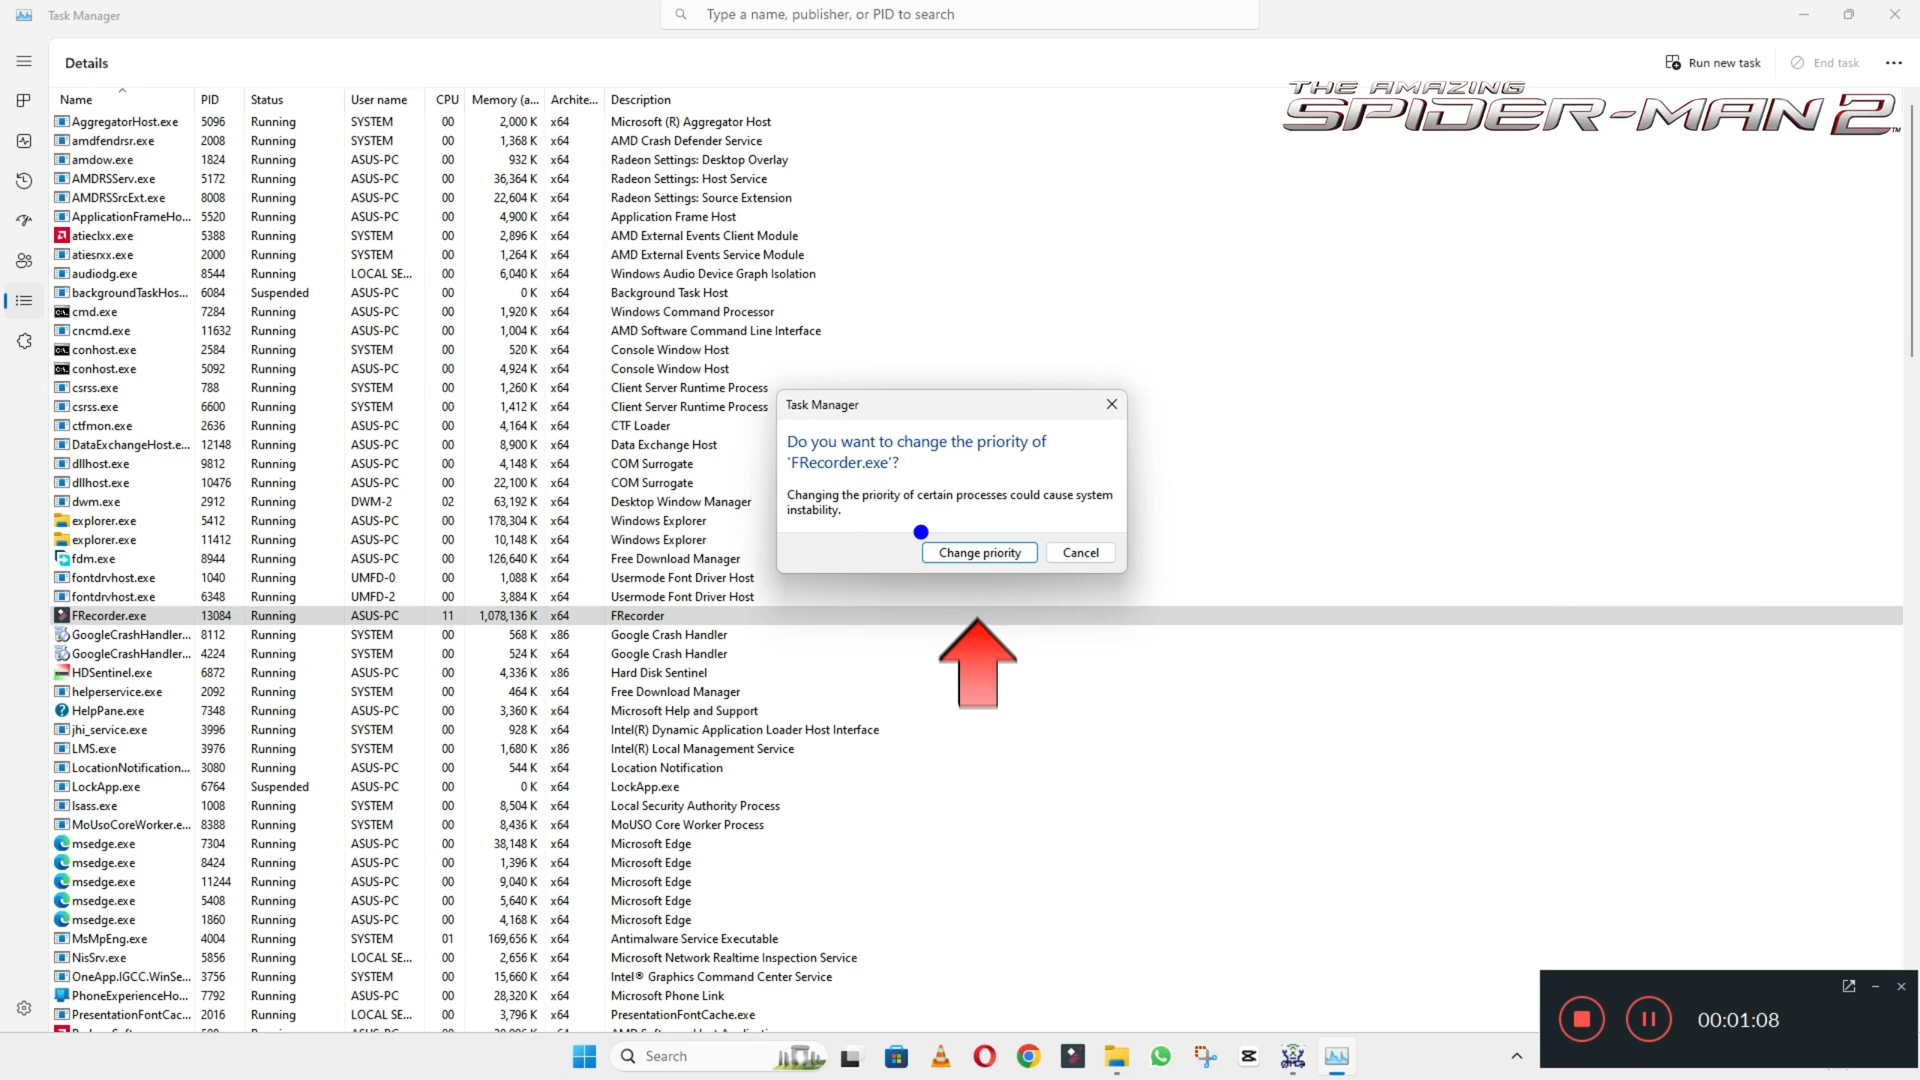 Task Manager
Type a name, publisher, or PID to search
Details
Run new task
End task
THE AMAZING
SPIDER-MAN 2™
Name PID Status User name CPU Memory (a... Archite... Description
AggregatorHost.exe 5096 Running SYSTEM 00 2,000 K x64 Microsoft (R) Aggregator Host
amdfendrsr.exe 2008 Running SYSTEM 00 1,368 K x64 AMD Crash Defender Service
amdow.exe 1824 Running ASUS-PC 00 932 K x64 Radeon Settings: Desktop Overlay
AMDRSServ.exe 5172 Running ASUS-PC 00 36,364 K x64 Radeon Settings: Host Service
AMDRSSrcExt.exe 8008 Running ASUS-PC 00 22,604 K x64 Radeon Settings: Source Extension
ApplicationFrameHo... 5520 Running ASUS-PC 00 4,900 K x64 Application Frame Host
atieclxx.exe 5388 Running SYSTEM 00 2,896 K x64 AMD External Events Client Module
atiesrxx.exe 2000 Running SYSTEM 00 1,264 K x64 AMD External Events Service Module
audiodg.exe 8544 Running LOCAL SE... 00 6,040 K x64 Windows Audio Device Graph Isolation
backgroundTaskHos... 6084 Suspended ASUS-PC 00 0 K x64 Background Task Host
cmd.exe 7284 Running ASUS-PC 00 1,920 K x64 Windows Command Processor
cncmd.exe 11632 Running ASUS-PC 00 1,004 K x64 AMD Software Command Line Interface
conhost.exe 2584 Running SYSTEM 00 520 K x64 Console Window Host
conhost.exe 5092 Running ASUS-PC 00 4,924 K x64 Console Window Host
csrss.exe 788 Running SYSTEM 00 1,260 K x64 Client Server Runtime Process
csrss.exe 6600 Running SYSTEM 00 1,412 K x64 Client Server Runtime Process
ctfmon.exe 2636 Running ASUS-PC 00 4,164 K x64 CTF Loader
DataExchangeHost.e... 12148 Running ASUS-PC 00 8,900 K x64 Data Exchange Host
dllhost.exe 9812 Running ASUS-PC 00 4,148 K x64 COM Surrogate
dllhost.exe 10476 Running ASUS-PC 00 22,100 K x64 COM Surrogate
dwm.exe 2912 Running DWM-2 02 63,192 K x64 Desktop Window Manager
explorer.exe 5412 Running ASUS-PC 00 178,304 K x64 Windows Explorer
explorer.exe 11412 Running ASUS-PC 00 10,148 K x64 Windows Explorer
fdm.exe 8944 Running ASUS-PC 00 126,640 K x64 Free Download Manager
fontdrvhost.exe 1040 Running UMFD-0 00 1,088 K x64 Usermode Font Driver Host
fontdrvhost.exe 6348 Running UMFD-2 00 3,884 K x64 Usermode Font Driver Host
FRecorder.exe 13084 Running ASUS-PC 11 1,078,136 K x64 FRecorder
GoogleCrashHandler... 8112 Running SYSTEM 00 568 K x86 Google Crash Handler
GoogleCrashHandler... 4224 Running SYSTEM 00 524 K x64 Google Crash Handler
HDSentinel.exe 6872 Running ASUS-PC 00 4,336 K x86 Hard Disk Sentinel
helperservice.exe 2092 Running SYSTEM 00 464 K x64 Free Download Manager
HelpPane.exe 7348 Running ASUS-PC 00 3,360 K x64 Microsoft Help and Support
jhi_service.exe 3996 Running SYSTEM 00 928 K x64 Intel(R) Dynamic Application Loader Host Interface
LMS.exe 3976 Running SYSTEM 00 1,680 K x86 Intel(R) Local Management Service
LocationNotification... 3080 Running ASUS-PC 00 544 K x64 Location Notification
LockApp.exe 6764 Suspended ASUS-PC 00 0 K x64 LockApp.exe
lsass.exe 1008 Running SYSTEM 00 8,504 K x64 Local Security Authority Process
MoUsoCoreWorker.e... 8388 Running SYSTEM 00 8,436 K x64 MoUSO Core Worker Process
msedge.exe 7304 Running ASUS-PC 00 38,148 K x64 Microsoft Edge
msedge.exe 8424 Running ASUS-PC 00 1,396 K x64 Microsoft Edge
msedge.exe 11244 Running ASUS-PC 00 9,040 K x64 Microsoft Edge
msedge.exe 5408 Running ASUS-PC 00 5,640 K x64 Microsoft Edge
msedge.exe 1860 Running ASUS-PC 00 4,168 K x64 Microsoft Edge
MsMpEng.exe 4004 Running SYSTEM 01 169,656 K x64 Antimalware Service Executable
NisSrv.exe 5856 Running LOCAL SE... 00 2,656 K x64 Microsoft Network Realtime Inspection Service
OneApp.IGCC.WinSe... 3756 Running SYSTEM 00 15,660 K x64 Intel® Graphics Command Center Service
PhoneExperienceHo... 7792 Running ASUS-PC 00 28,320 K x64 Microsoft Phone Link
PresentationFontCac... 2016 Running LOCAL SE... 00 3,796 K x64 PresentationFontCache.exe
Task Manager
Do you want to change the priority of
'FRecorder.exe'?
Changing the priority of certain processes could cause system
instability.
Change priority
Cancel
00:01:08
Search